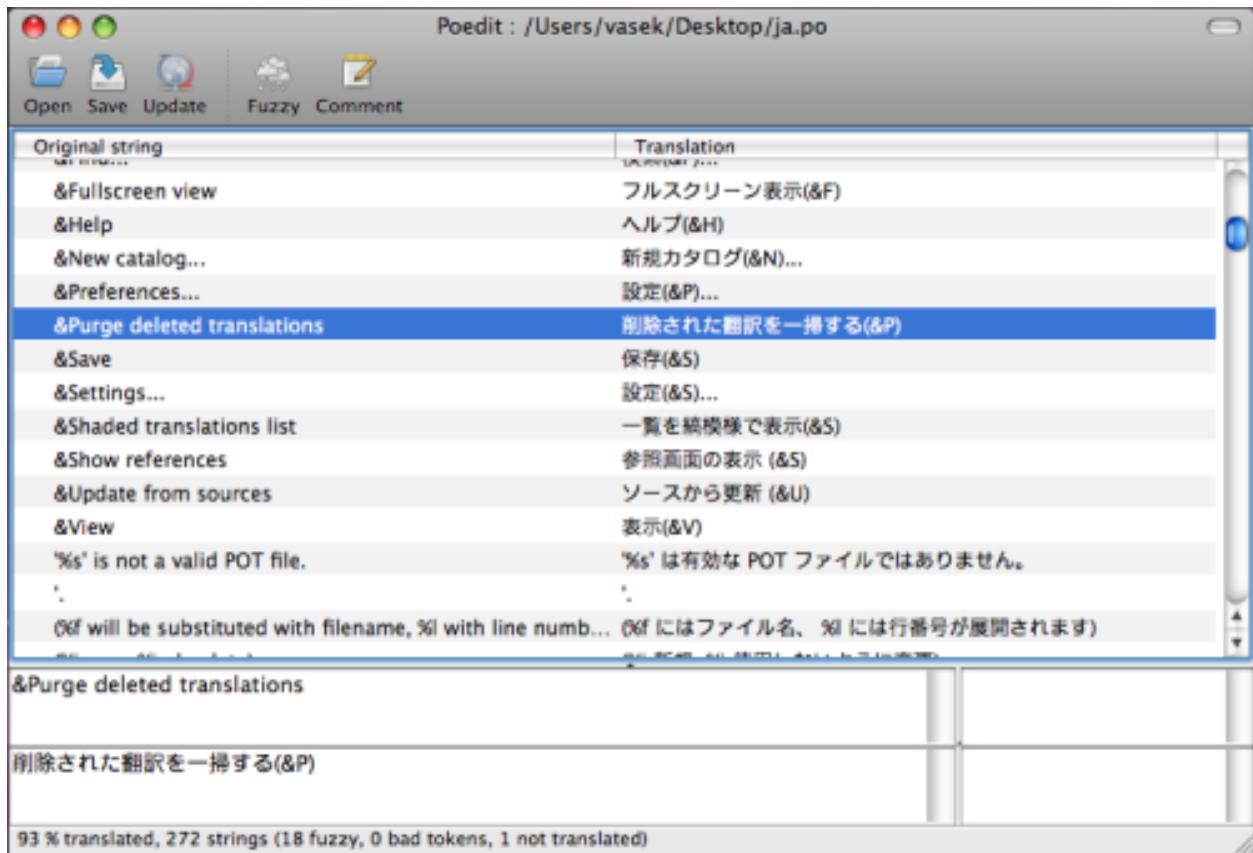 Poedit : /Users/vasek/Desktop/ja.po
Open Save Update Fuzzy Comment
Original string Translation
&Fullscreen view フルスクリーン表示(&F)
&Help ヘルプ(&H)
&New catalog... 新規カタログ(&N)...
&Preferences... 設定(&P)...
&Purge deleted translations 削除された翻訳を一掃する(&P)
&Save 保存(&S)
&Settings... 設定(&S)...
&Shaded translations list 一覧を縞模様で表示(&S)
&Show references 参照画面の表示 (&S)
&Update from sources ソースから更新 (&U)
&View 表示(&V)
'%s' is not a valid POT file. '%s' は有効な POT ファイルではありません。
'. '.
(%f will be substituted with filename, %l with line numb... (%f にはファイル名、 %l には行番号が展開されます)
&Purge deleted translations
削除された翻訳を一掃する(&P)
93 % translated, 272 strings (18 fuzzy, 0 bad tokens, 1 not translated)